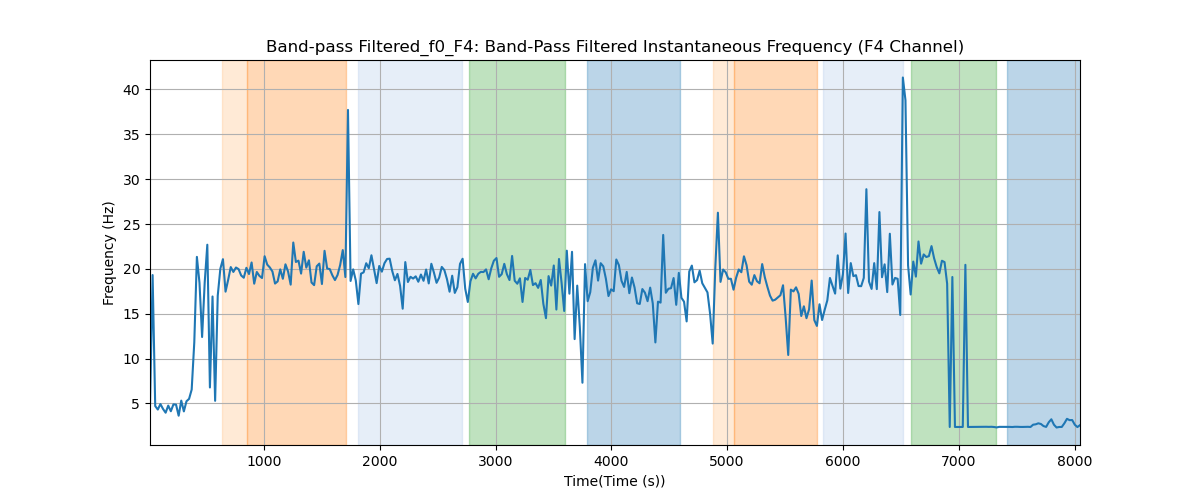 Band-pass Filtered_f0_F4: Band-Pass Filtered Instantaneous Frequency (F4 Channel)
Frequency (Hz)
40
35
30
25
20
15
10
5
1000 2000 3000 4000 5000 6000 7000 8000
Time(Time (s))